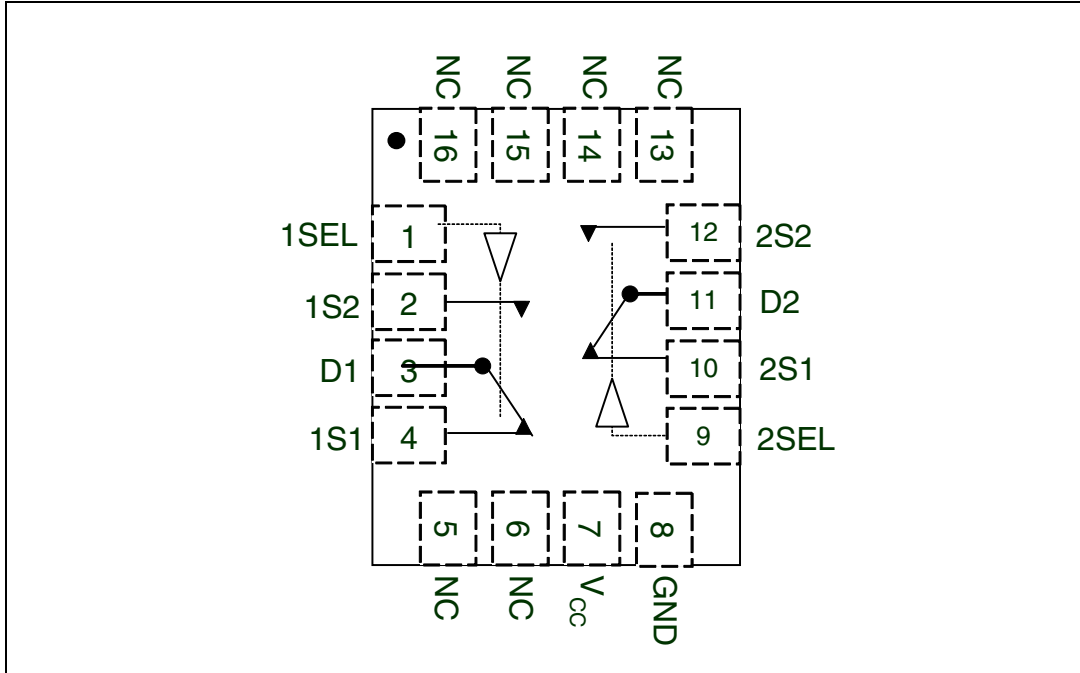 NC NC NC NC
16 15 14 13
1SEL 1 12 2S2
1S2 2 11 D2
D1 3 10 2S1
1S1 4 9 2SEL
5 6 7 8
NC NC VCC GND